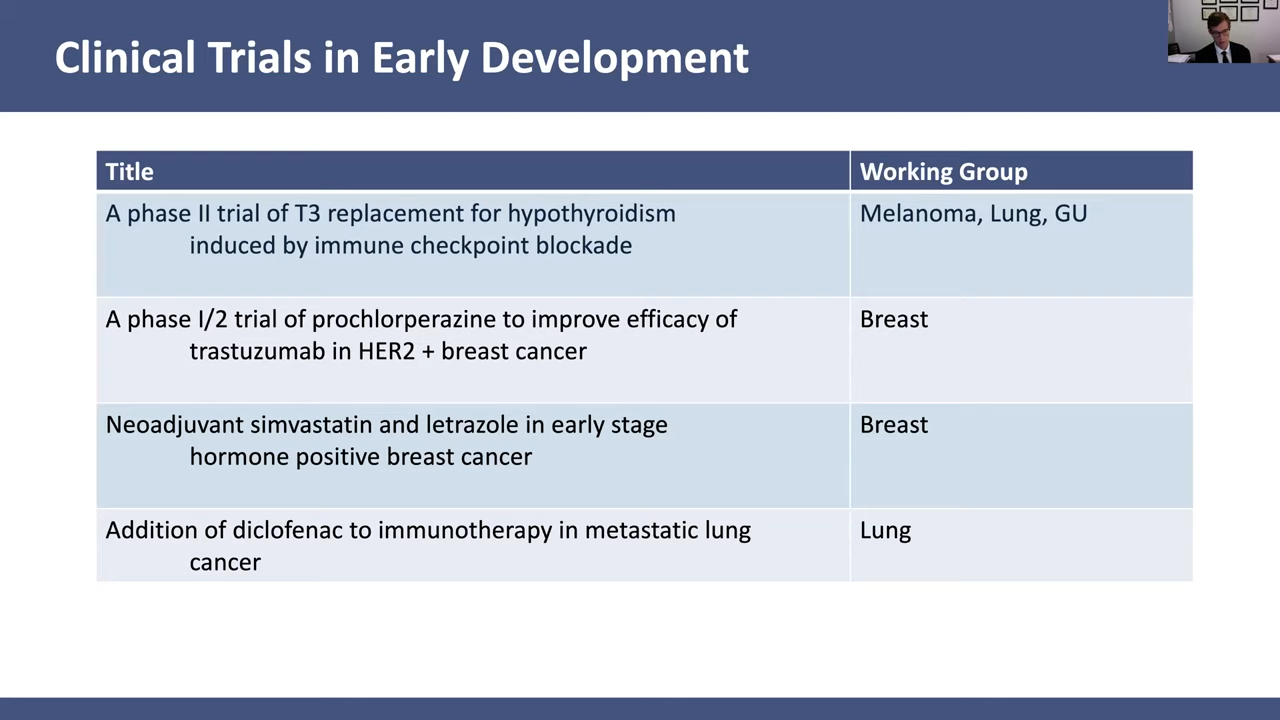 Clinical Trials in Early Development
Title
Working Group
A phase II trial of T3 replacement for hypothyroidism
induced by immune checkpoint blockade
Melanoma, Lung, GU
A phase I/2 trial of prochlorperazine to improve efficacy of
trastuzumab in HER2 + breast cancer
Breast
Neoadjuvant simvastatin and letrazole in early stage
hormone positive breast cancer
Breast
Addition of diclofenac to immunotherapy in metastatic lung
cancer
Lung